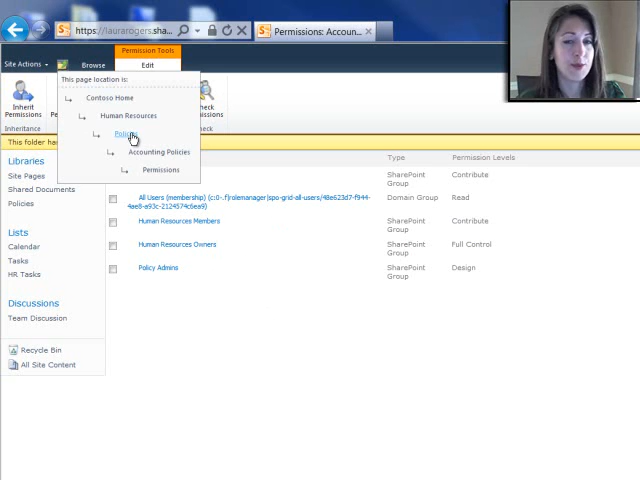 https://laurarogers.sha...
Permissions: Accoun...
Permission Tools
Site Actions
Browse
Edit
This page location is:
Contoso Home
Human Resources
Policies
Accounting Policies
Permissions
Inherit
Permissions
Inheritance
This folder has
Type
Permission Levels
SharePoint
Group
Contribute
All Users (membership) (c:0-.f|rolemanager|spo-grid-all-users/48e623d7-f944-
4ae8-a93c-2124574c6ea9)
Domain Group
Read
Human Resources Members
SharePoint
Group
Contribute
Human Resources Owners
SharePoint
Group
Full Control
Policy Admins
SharePoint
Group
Design
Libraries
Site Pages
Shared Documents
Policies
Lists
Calendar
Tasks
HR Tasks
Discussions
Team Discussion
Recycle Bin
All Site Content